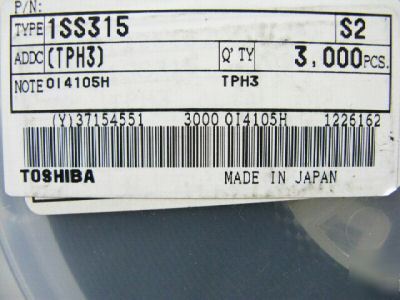 P/N:
TYPE 1SS315 S2
ADDC (TPH3) Q'TY 3,000PCS.
NOTE 0I4105H TPH3
(Y)37154551 3000 0I4105H 1226162
TOSHIBA MADE IN JAPAN